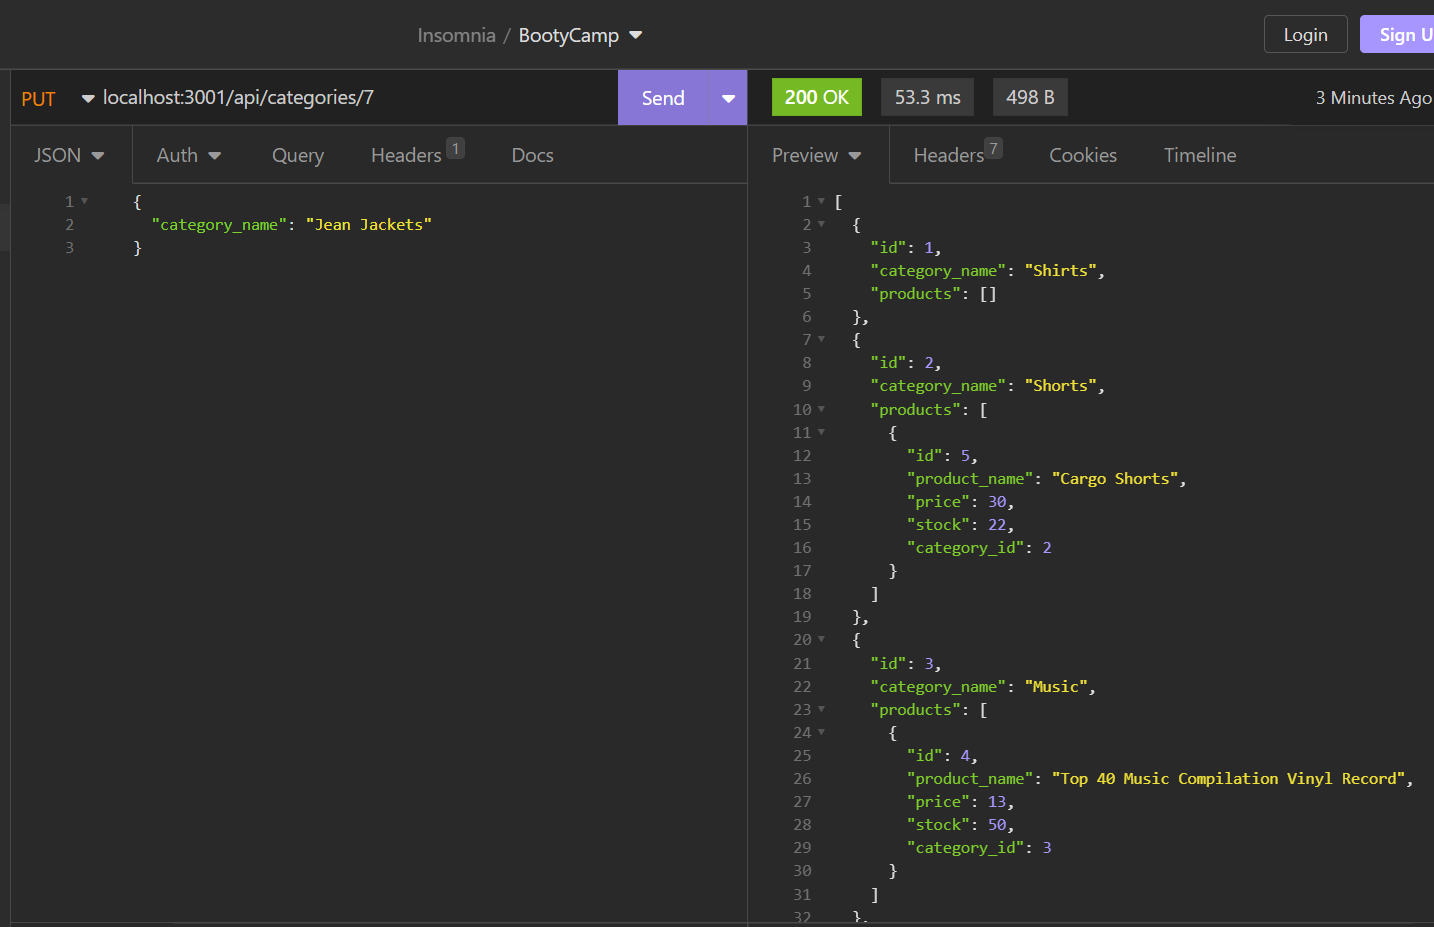 Insomnia / BootyCamp
Login
Sign U
PUT localhost:3001/api/categories/7
Send
200 OK 53.3 ms 498 B 3 Minutes Ago
JSON Auth Query Headers 1 Docs
Preview Headers 7 Cookies Timeline
1 {
2 "category_name": "Jean Jackets"
3 }
1 [
2 {
3 "id": 1,
4 "category_name": "Shirts",
5 "products": []
6 },
7 {
8 "id": 2,
9 "category_name": "Shorts",
10 "products": [
11 {
12 "id": 5,
13 "product_name": "Cargo Shorts",
14 "price": 30,
15 "stock": 22,
16 "category_id": 2
17 }
18 ]
19 },
20 {
21 "id": 3,
22 "category_name": "Music",
23 "products": [
24 {
25 "id": 4,
26 "product_name": "Top 40 Music Compilation Vinyl Record",
27 "price": 13,
28 "stock": 50,
29 "category_id": 3
30 }
31 ]
32 },